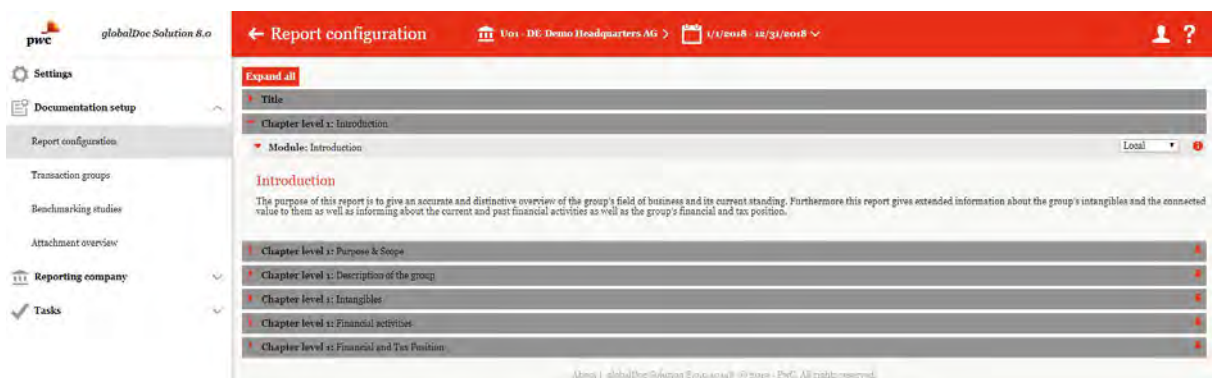 pwc
globalDoc Solution 8.0
← Report configuration
U01 - DE Demo Headquarters AG >
1/1/2018 - 12/31/2018
?
Settings
Documentation setup
Report configuration
Transaction groups
Benchmarking studies
Attachment overview
Reporting company
Tasks
Expand all
Title
Chapter level 1: Introduction
Module: Introduction
Local
Introduction
The purpose of this report is to give an accurate and distinctive overview of the group's field of business and its current standing. Furthermore this report gives extended information about the group's intangibles and the connected
value to them as well as informing about the current and past financial activities as well as the group's financial and tax position.
Chapter level 1: Purpose & Scope
Chapter level 1: Description of the group
Chapter level 1: Intangibles
Chapter level 1: Financial activities
Chapter level 1: Financial and Tax Position
PwC. All rights reserved.